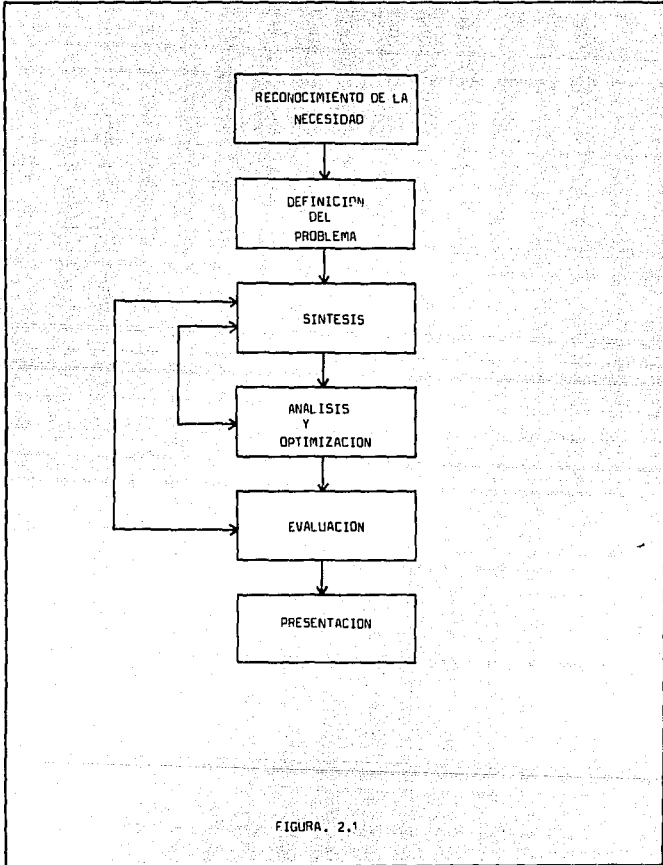 RECONOCIMIENTO DE LA
NECESIDAD
DEFINICION
DEL
PROBLEMA
SINTESIS
ANALISIS
Y
OPTIMIZACION
EVALUACION
PRESENTACION
FIGURA. 2.1